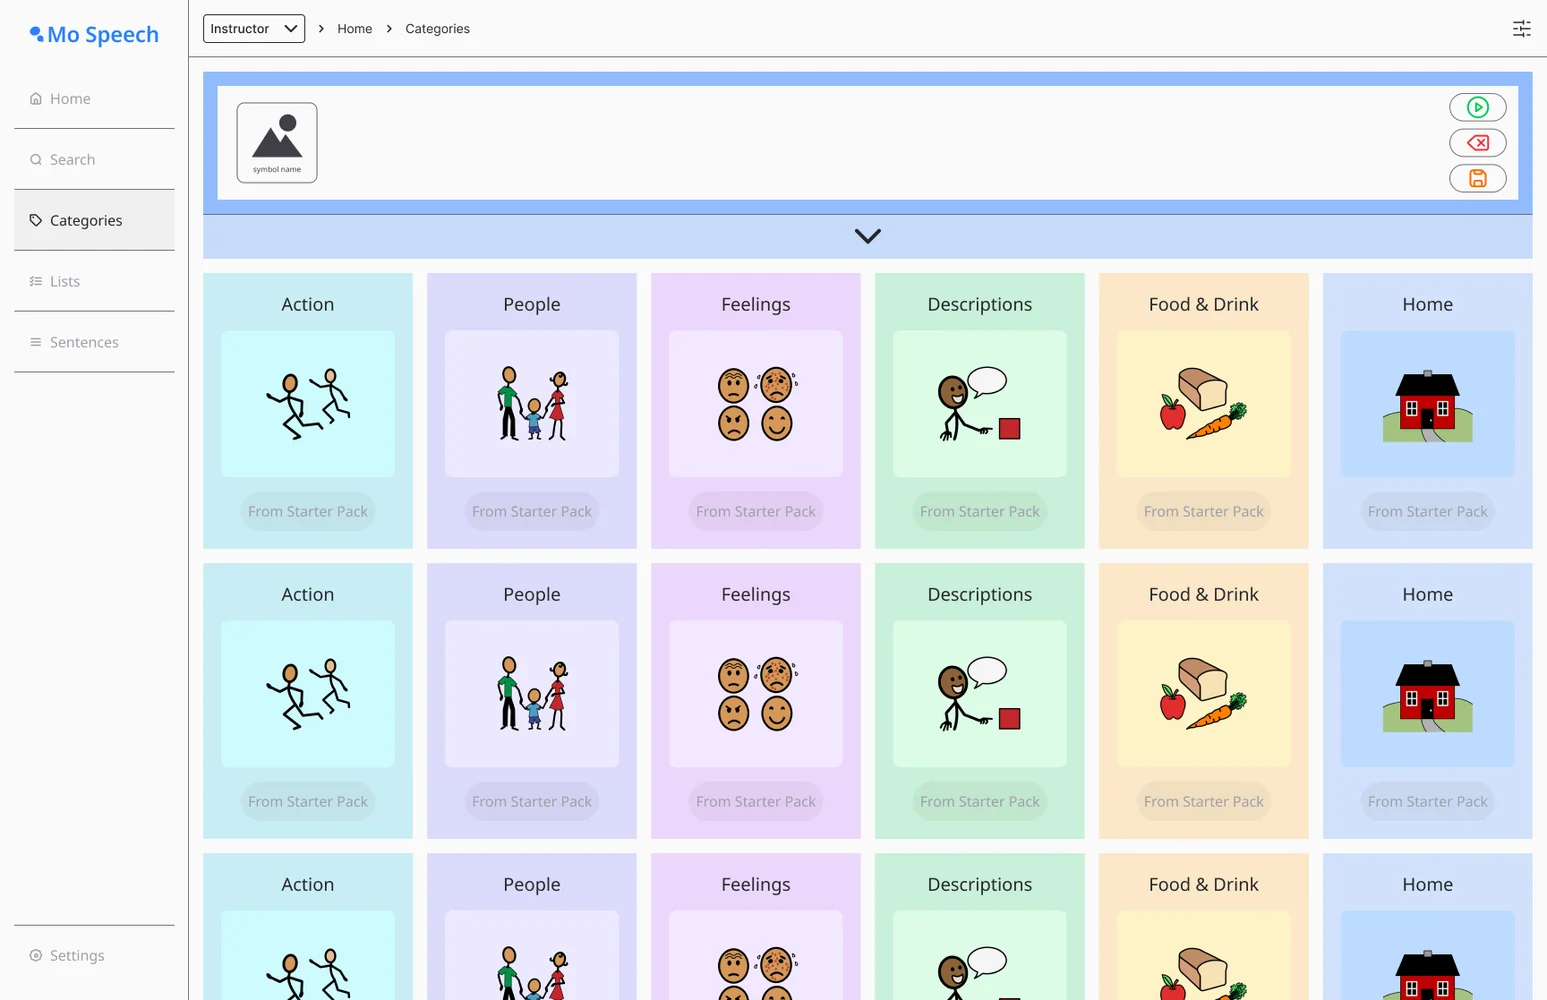 Mo Speech
Instructor
Home
Categories
Home
Search
Categories
Lists
Sentences
Settings
symbol name
Action
People
Feelings
Descriptions
Food & Drink
Home
From Starter Pack
From Starter Pack
From Starter Pack
From Starter Pack
From Starter Pack
From Starter Pack
Action
People
Feelings
Descriptions
Food & Drink
Home
From Starter Pack
From Starter Pack
From Starter Pack
From Starter Pack
From Starter Pack
From Starter Pack
Action
People
Feelings
Descriptions
Food & Drink
Home